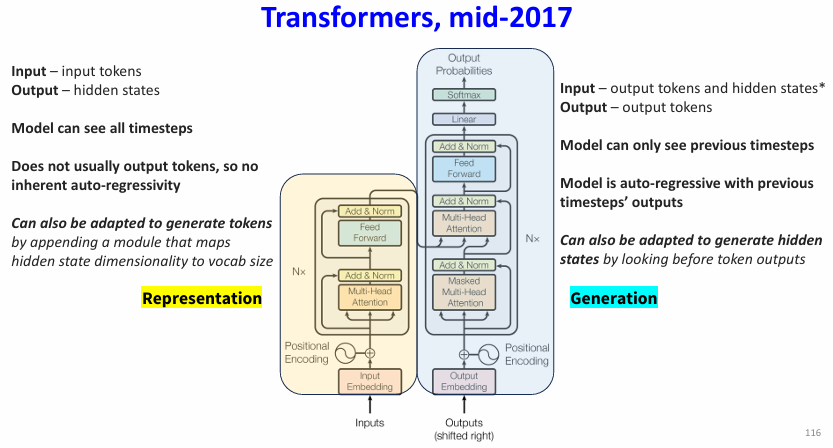 Transformers, mid-2017
Input – input tokens
Output – hidden states
Model can see all timesteps
Does not usually output tokens, so no
inherent auto-regressivity
Can also be adapted to generate tokens
by appending a module that maps
hidden state dimensionality to vocab size
Representation
Output
Probabilities
Softmax
Linear
Add & Norm
Feed
Forward
Add & Norm
Multi-Head
Attention
Add & Norm
Masked
Multi-Head
Attention
N×
Positional
Encoding
Output
Embedding
Outputs
(shifted right)
Add & Norm
Feed
Forward
N×
Add & Norm
Multi-Head
Attention
Positional
Encoding
Input
Embedding
Inputs
Input – output tokens and hidden states*
Output – output tokens
Model can only see previous timesteps
Model is auto-regressive with previous
timesteps’ outputs
Can also be adapted to generate hidden
states by looking before token outputs
Generation
116